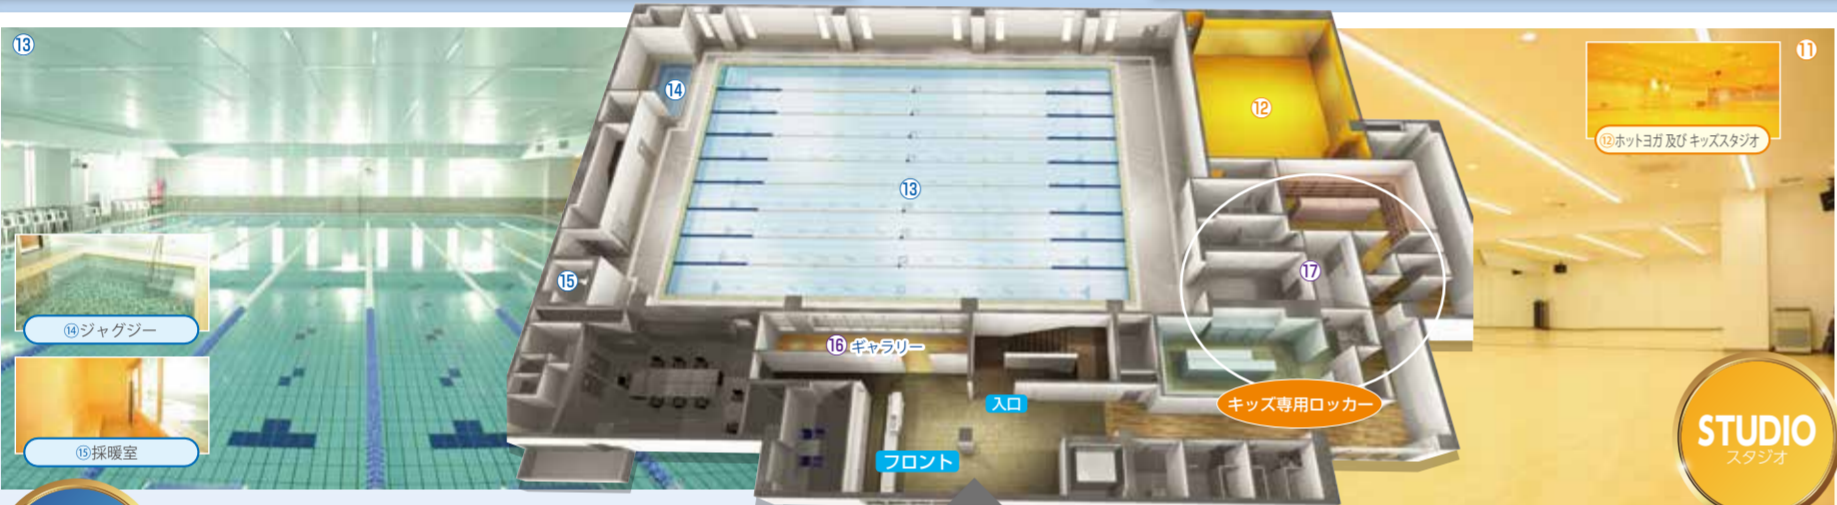 ⑬
⑭ジャグジー
⑮採暖室
⑭
⑬
⑮
⑫
⑰
⑯ ギャラリー
入口
フロント
キッズ専用ロッカー
⑪
⑫ホットヨガ 及び キッズスタジオ
STUDIO
スタジオ